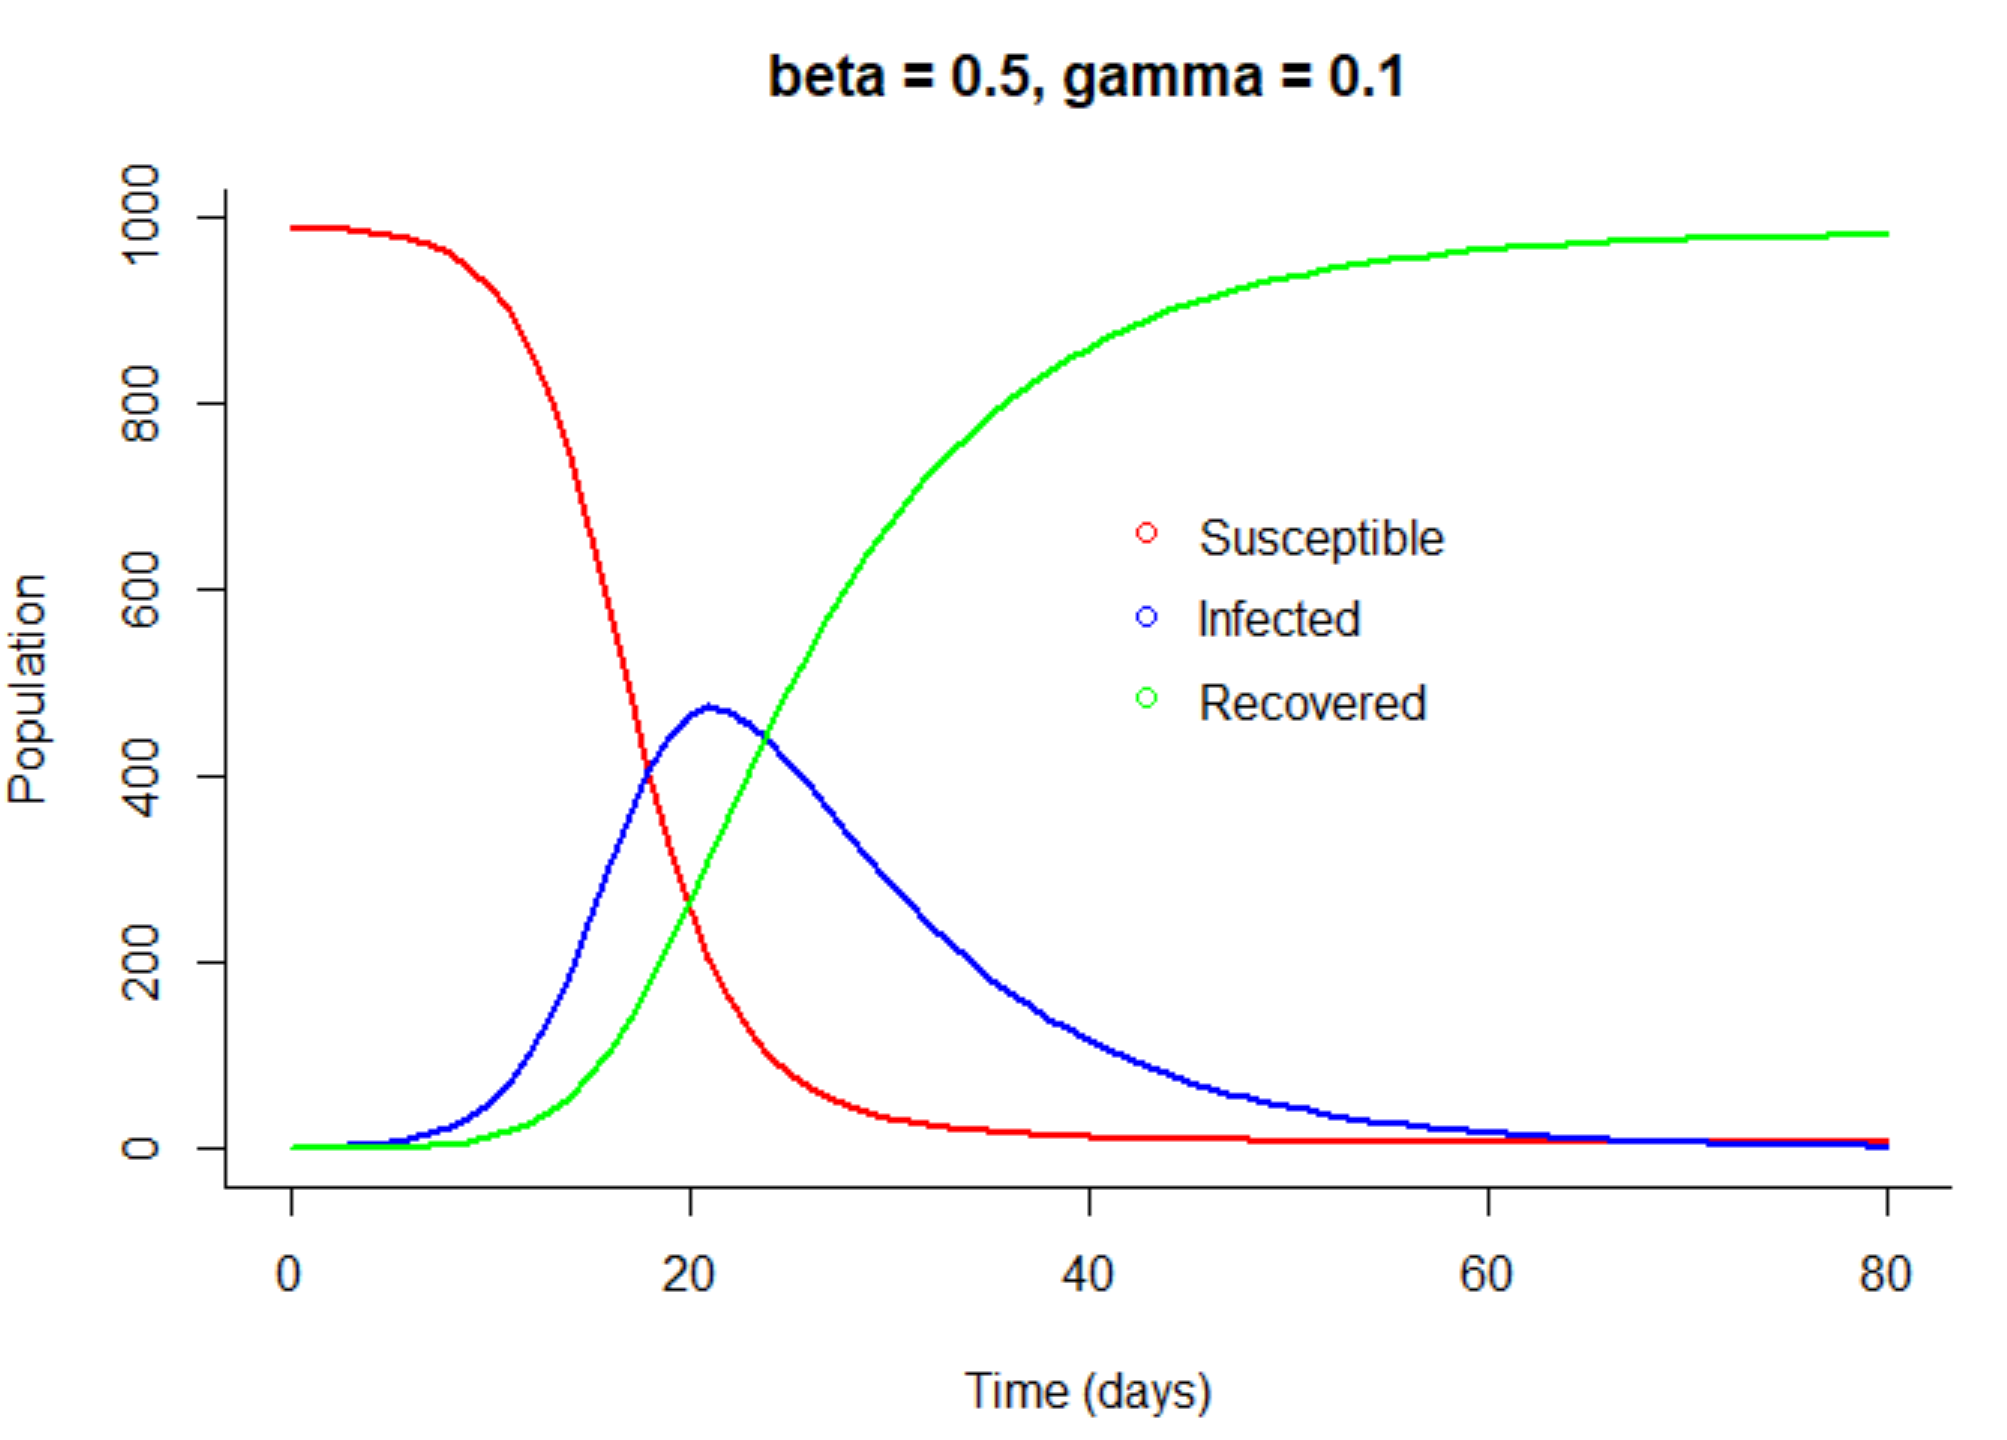 beta = 0.5, gamma = 0.1
Population
1000
800
600
400
200
0
Susceptible
Infected
Recovered
0 20 40 60 80
Time (days)